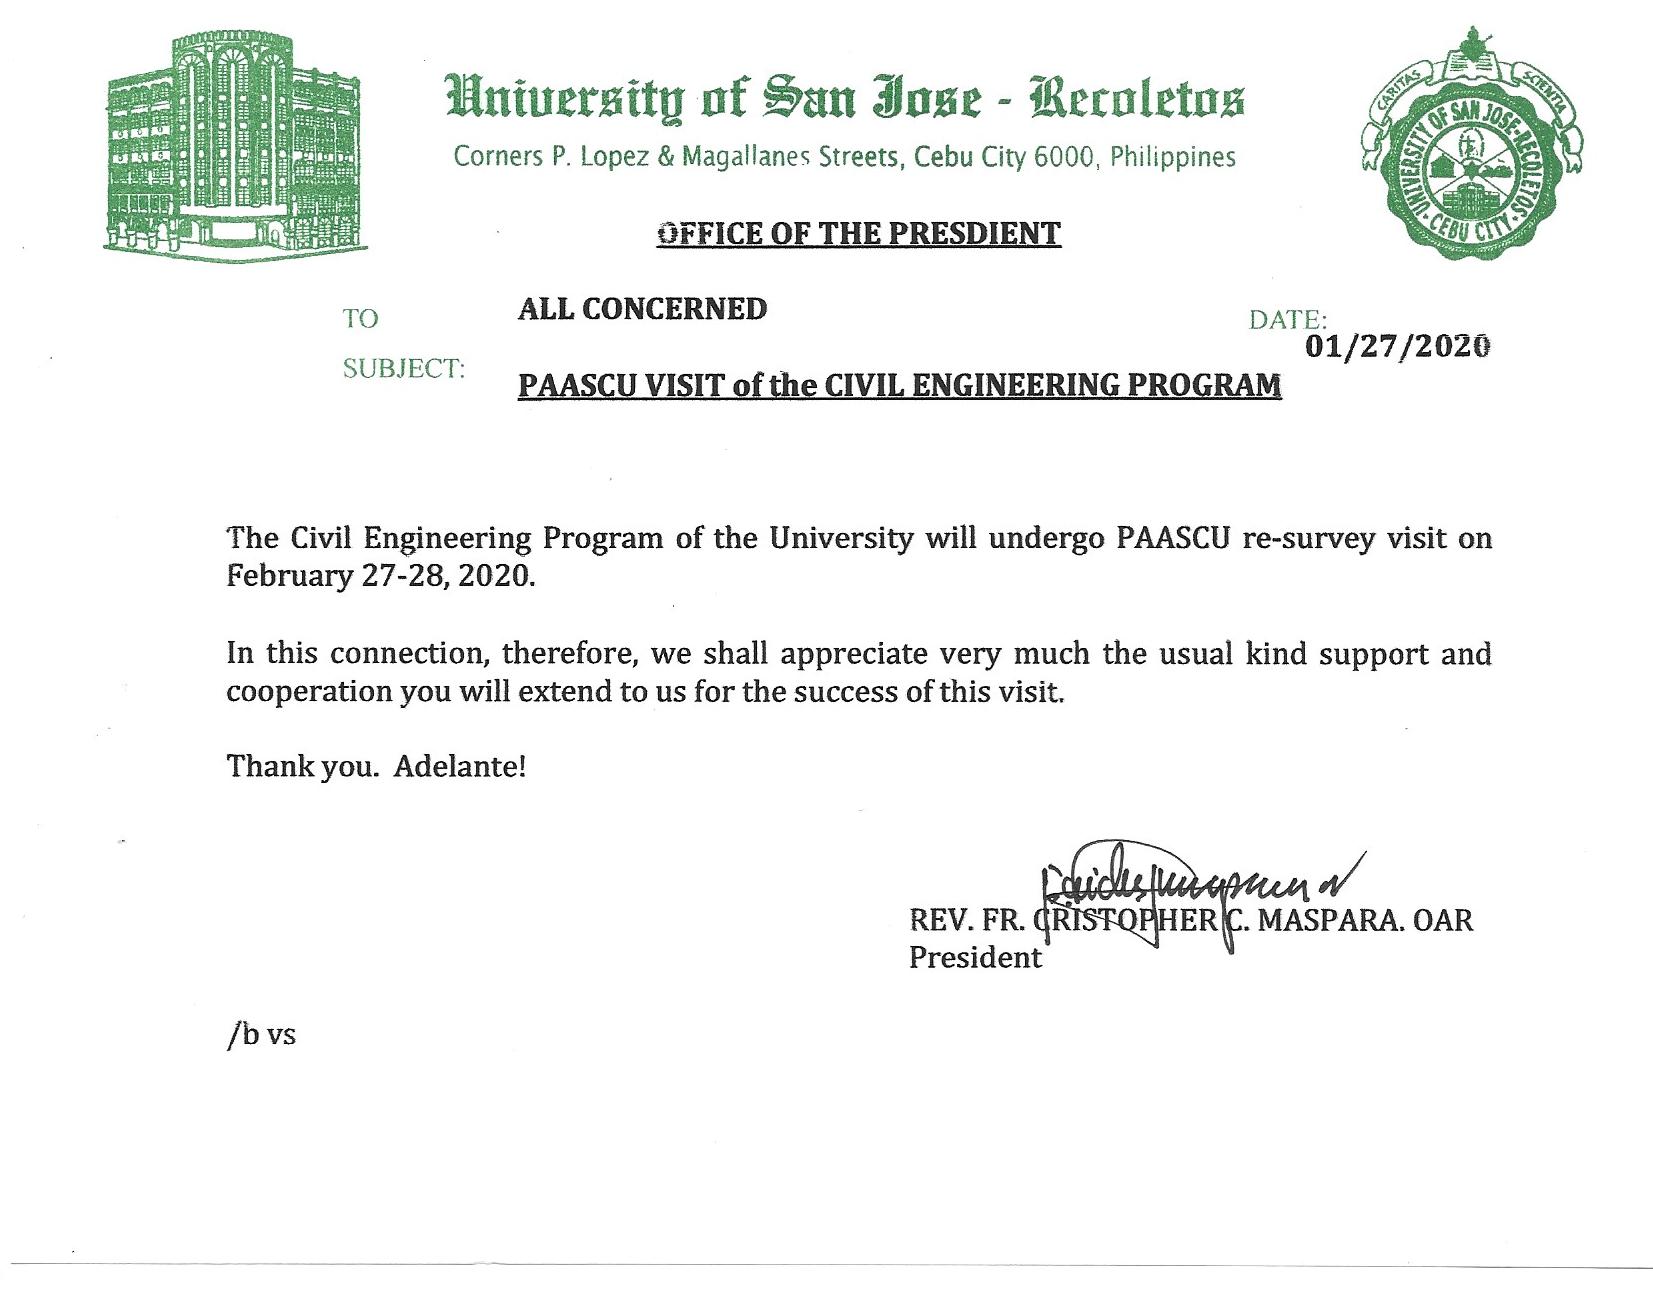 University of San Jose - Recoletos
Corners P. Lopez & Magallanes Streets, Cebu City 6000, Philippines
CARITAS SCIENTIA
UNIVERSITY OF SAN JOSE-RECOLETOS
CEBU CITY
OFFICE OF THE PRESDIENT
TO ALL CONCERNED
DATE: 01/27/2020
SUBJECT: PAASCU VISIT of the CIVIL ENGINEERING PROGRAM
The Civil Engineering Program of the University will undergo PAASCU re-survey visit on
February 27-28, 2020.
In this connection, therefore, we shall appreciate very much the usual kind support and
cooperation you will extend to us for the success of this visit.
Thank you. Adelante!
REV. FR. CRISTOPHER C. MASPARA. OAR
President
/b vs